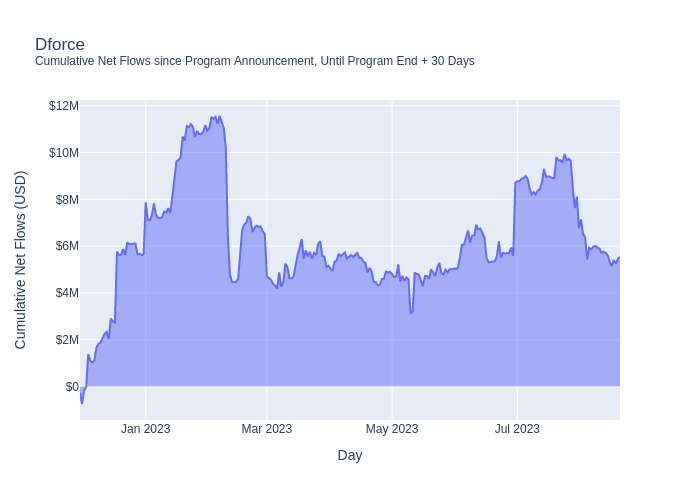 Dforce
Cumulative Net Flows since Program Announcement, Until Program End + 30 Days
Cumulative Net Flows (USD)
$12M
$10M
$8M
$6M
$4M
$2M
$0
Jan 2023
Mar 2023
May 2023
Jul 2023
Day